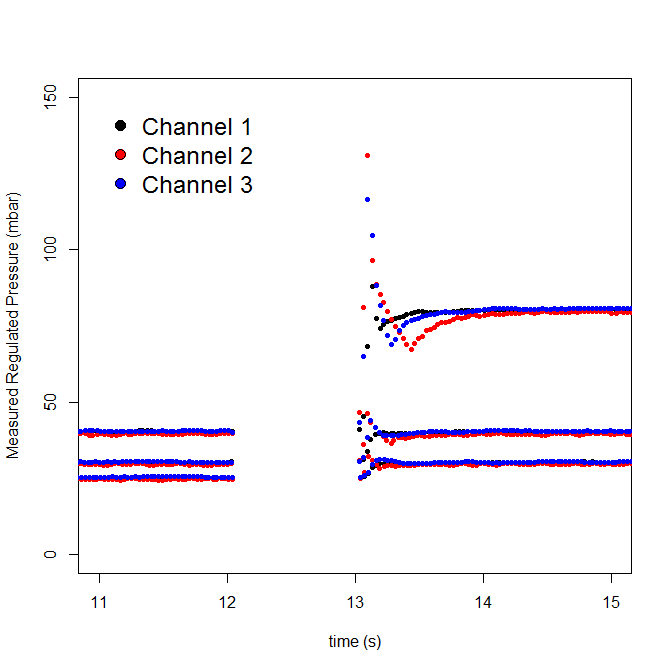 150
100
50
0
Measured Regulated Pressure (mbar)
Channel 1
Channel 2
Channel 3
11 12 13 14 15
time (s)